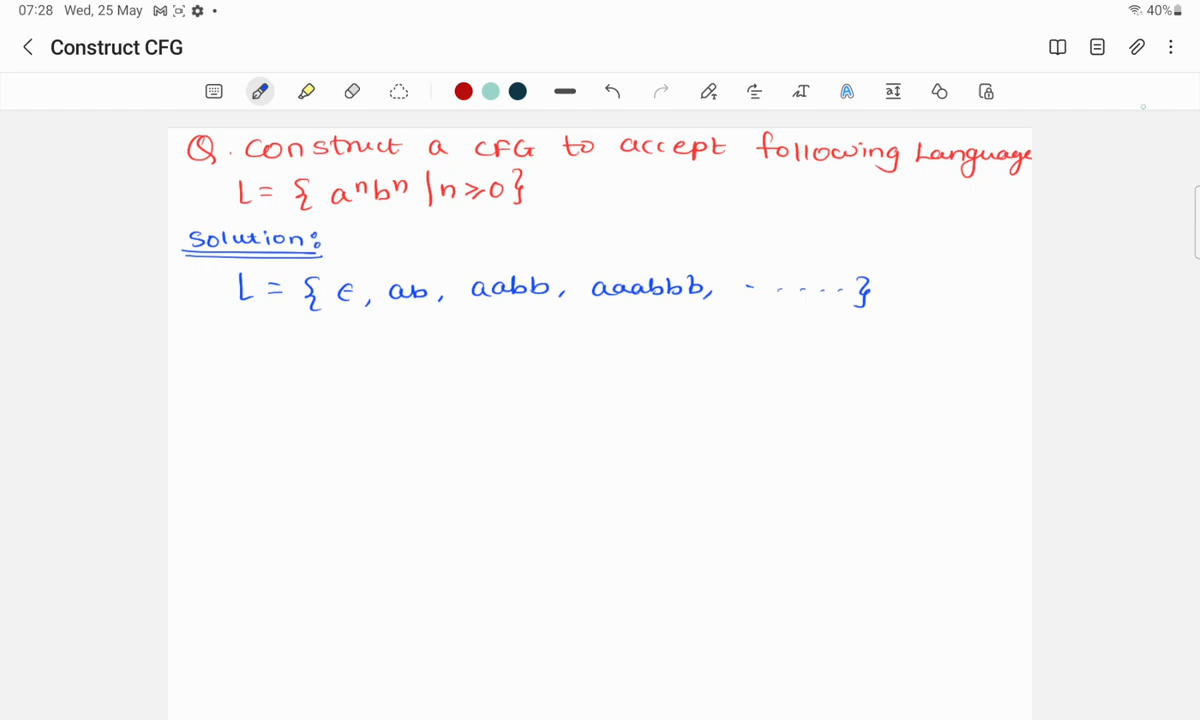 07:28 Wed, 25 May 40%
Construct CFG
Q. Construct a CFG to accept following Language
L = { aⁿbⁿ | n ⩾ 0 }
Solution:
L = { ϵ, ab, aabb, aaabbb, ...... }